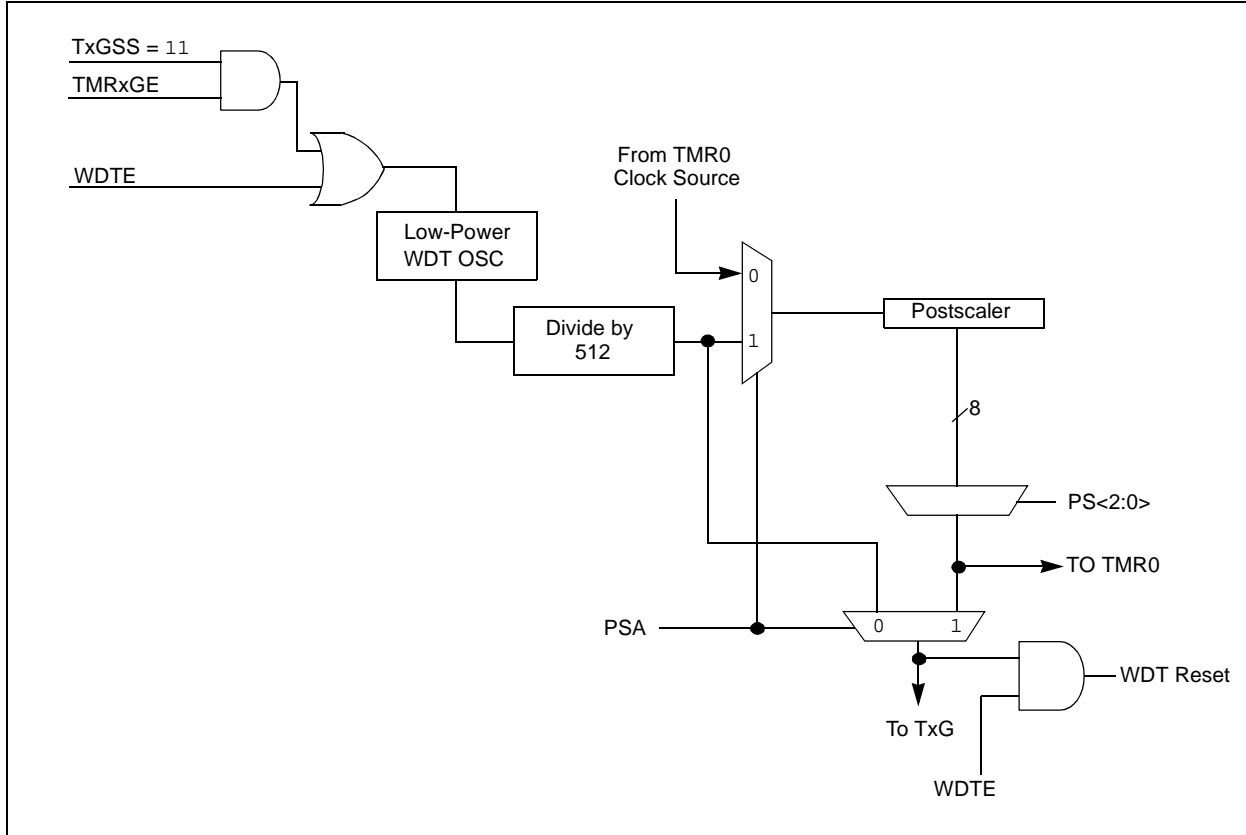 TxGSS = 11
TMRxGE
WDTE
From TMR0
Clock Source
Low-Power
WDT OSC
0
1
Divide by
512
Postscaler
8
PS<2:0>
TO TMR0
PSA
0 1
WDT Reset
To TxG
WDTE